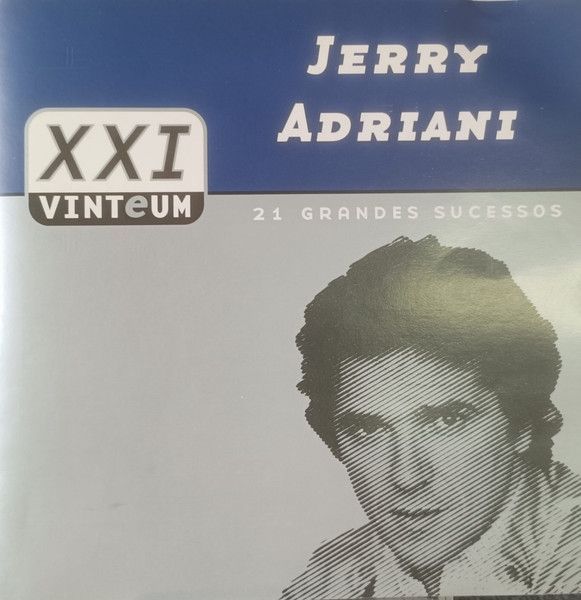 JERRY
ADRIANI
XXI
VINTeUM
21 GRANDES SUCESSOS